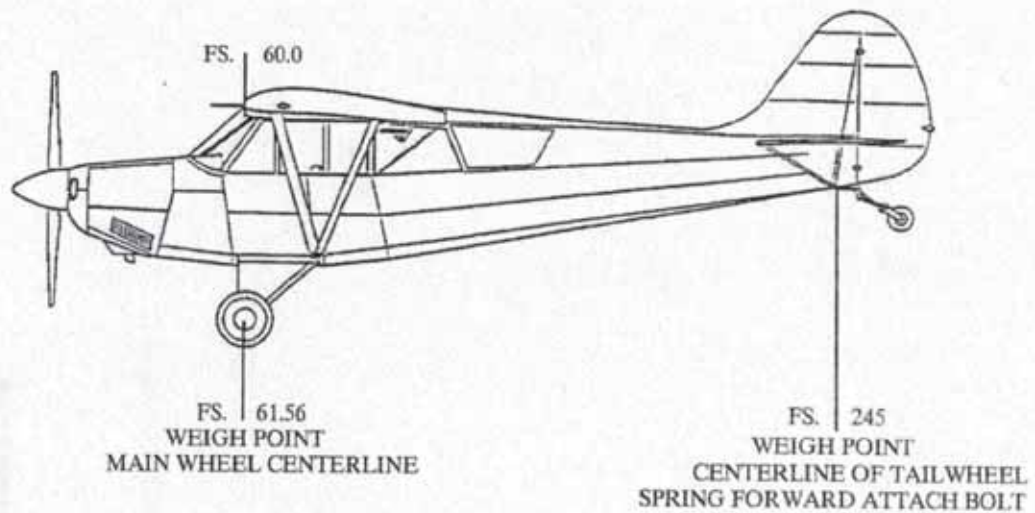 FS. 60.0
FS. 61.56
WEIGH POINT
MAIN WHEEL CENTERLINE
FS. 245
WEIGH POINT
CENTERLINE OF TAILWHEEL
SPRING FORWARD ATTACH BOLT